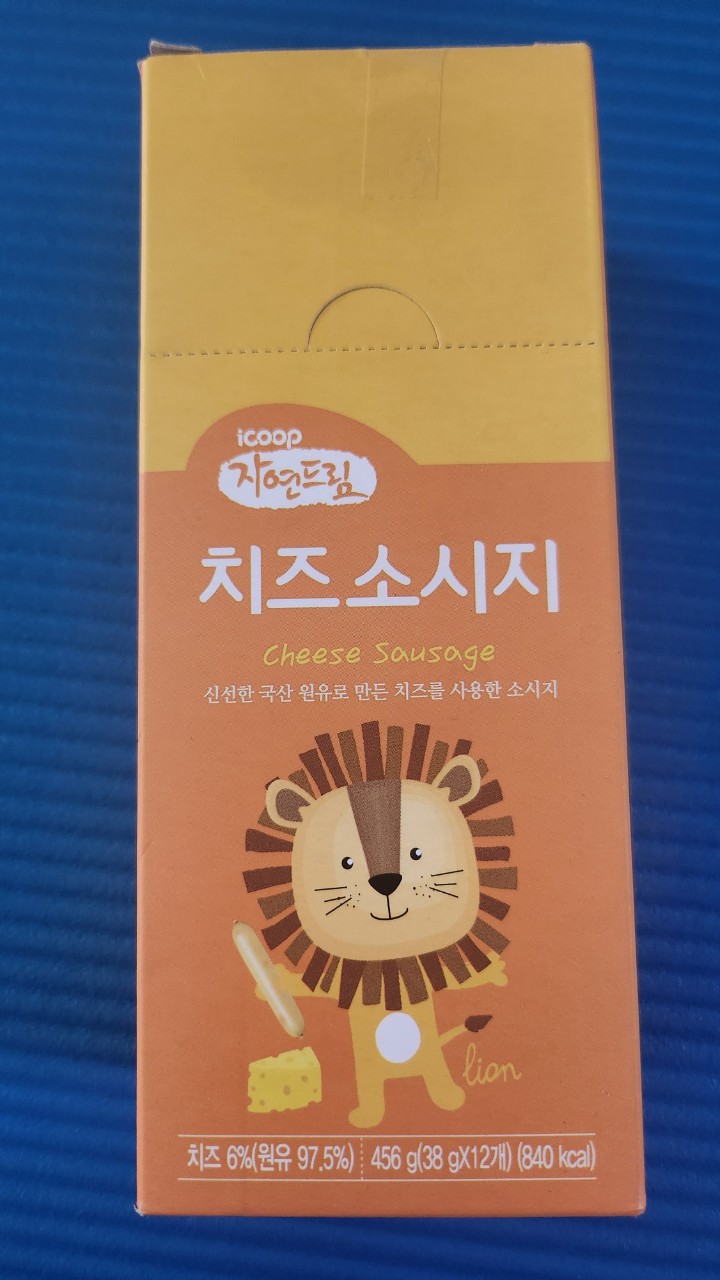 icoop
자연드림
치즈 소시지
Cheese Sausage
신선한 국산 원유로 만든 치즈를 사용한 소시지
lion
치즈 6%(원유 97.5%) 456 g(38 gX12개) (840 kcal)